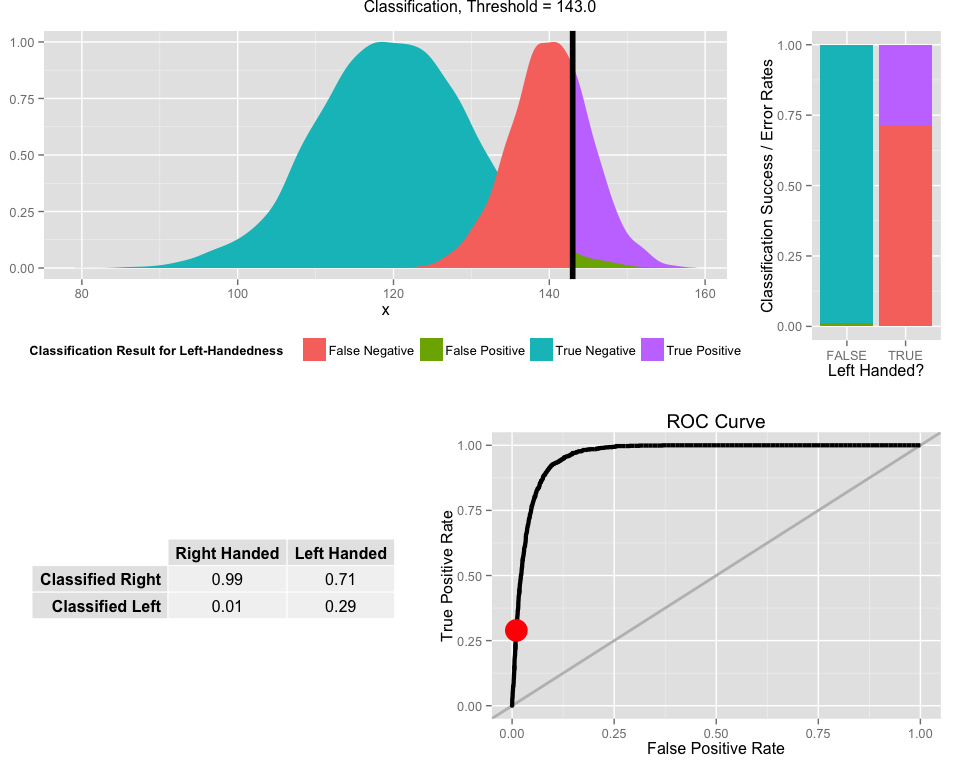 Classification, Threshold = 143.0
1.00
0.75
0.50
0.25
0.00
80 100 120 140 160
x
Classification Result for Left-Handedness False Negative False Positive True Negative True Positive
Classification Success / Error Rates
1.00
0.75
0.50
0.25
0.00
FALSE TRUE
Left Handed?
Right Handed Left Handed
Classified Right 0.99 0.71
Classified Left 0.01 0.29
ROC Curve
True Positive Rate
1.00
0.75
0.50
0.25
0.00
0.00 0.25 0.50 0.75 1.00
False Positive Rate